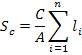 S_c = \frac{C}{A} \sum_{i=1}^{n} l_i